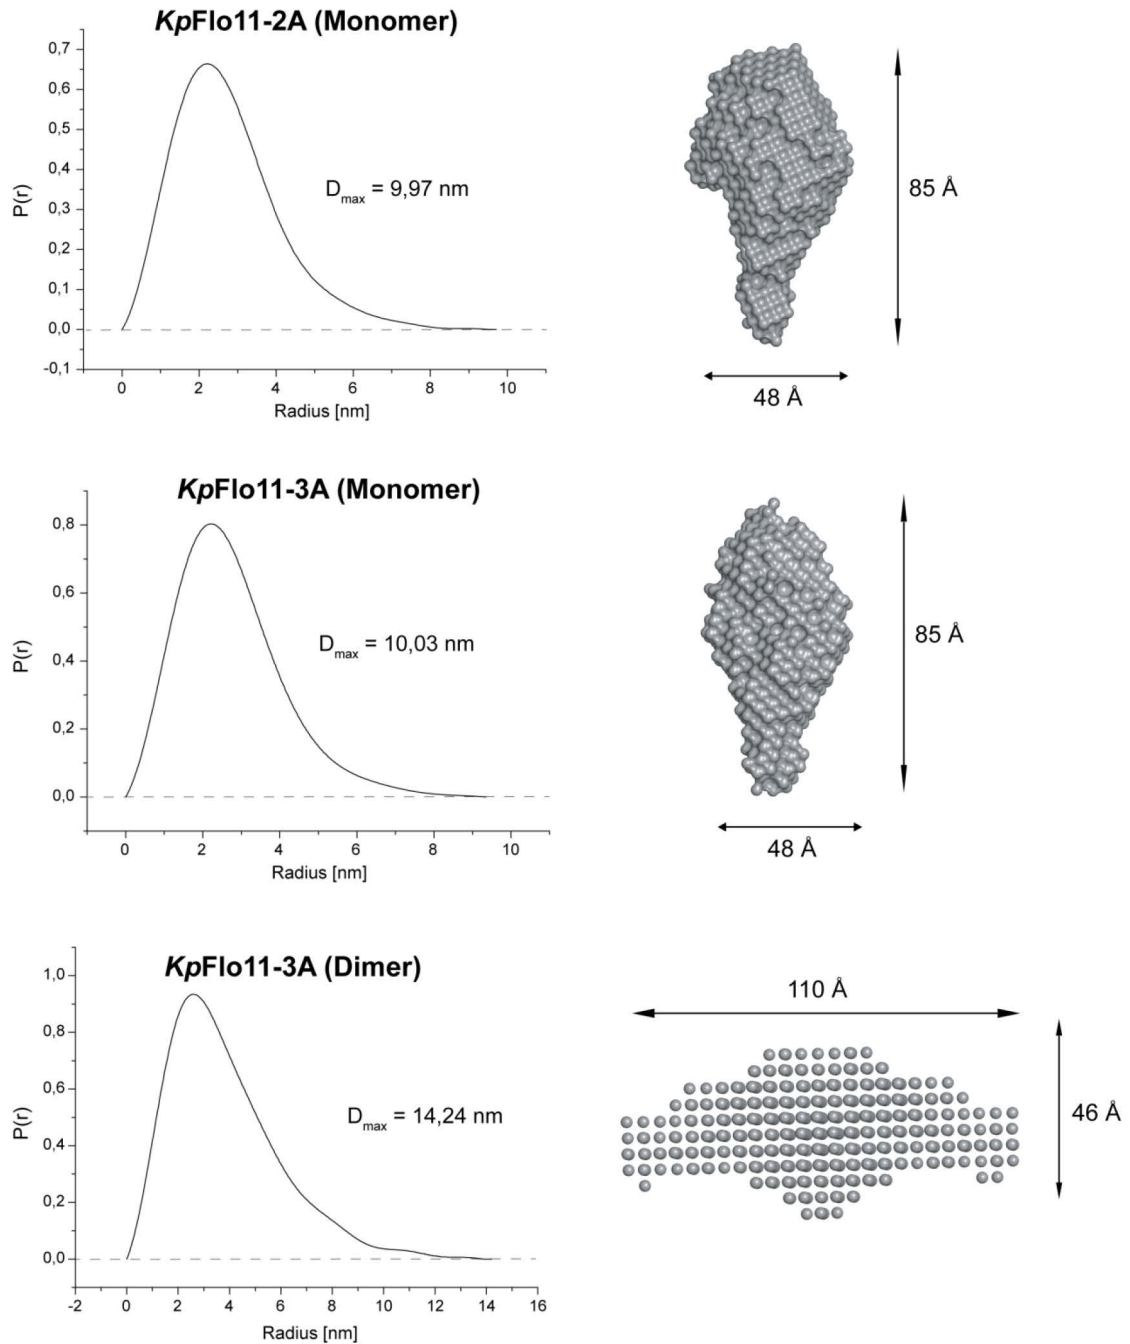 KpFlo11-2A (Monomer)
0,7
0,6
0,5
0,4
0,3
0,2
0,1
0,0
-0,1
P(r)
Dmax = 9,97 nm
0 2 4 6 8 10
Radius [nm]
85 Å
48 Å
KpFlo11-3A (Monomer)
0,8
0,6
0,4
0,2
0,0
P(r)
Dmax = 10,03 nm
0 2 4 6 8 10
Radius [nm]
85 Å
48 Å
KpFlo11-3A (Dimer)
1,0
0,8
0,6
0,4
0,2
0,0
P(r)
Dmax = 14,24 nm
-2 0 2 4 6 8 10 12 14 16
Radius [nm]
110 Å
46 Å